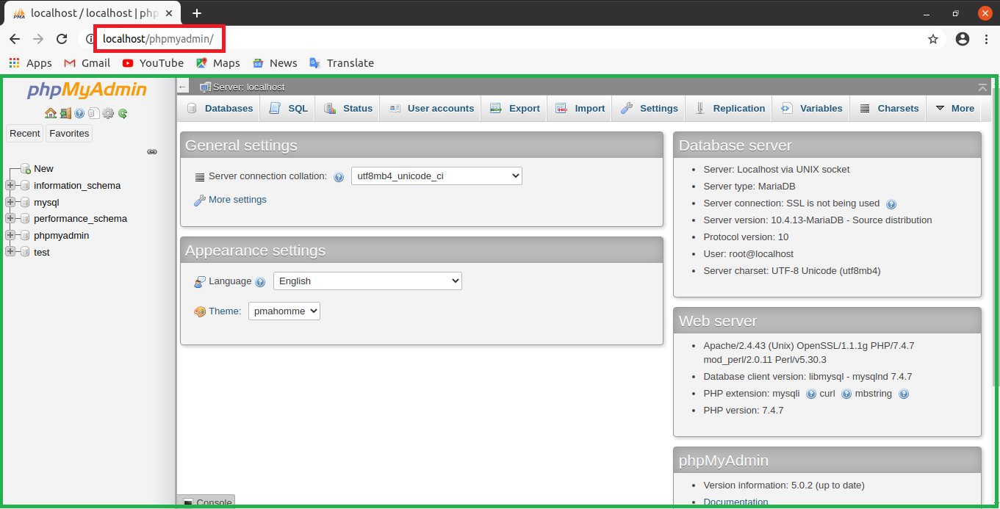 localhost / localhost | php
localhost/phpmyadmin/
Apps Gmail YouTube Maps News Translate
phpMyAdmin
Recent Favorites
New
information_schema
mysql
performance_schema
phpmyadmin
test
Server: localhost
Databases SQL Status User accounts Export Import Settings Replication Variables Charsets More
General settings
Server connection collation: utf8mb4_unicode_ci
More settings
Appearance settings
Language English
Theme: pmahomme
Database server
Server: Localhost via UNIX socket
Server type: MariaDB
Server connection: SSL is not being used
Server version: 10.4.13-MariaDB - Source distribution
Protocol version: 10
User: root@localhost
Server charset: UTF-8 Unicode (utf8mb4)
Web server
Apache/2.4.43 (Unix) OpenSSL/1.1.1g PHP/7.4.7
mod_perl/2.0.11 Perl/v5.30.3
Database client version: libmysql - mysqlnd 7.4.7
PHP extension: mysqli curl mbstring
PHP version: 7.4.7
phpMyAdmin
Version information: 5.0.2 (up to date)
Documentation
Console